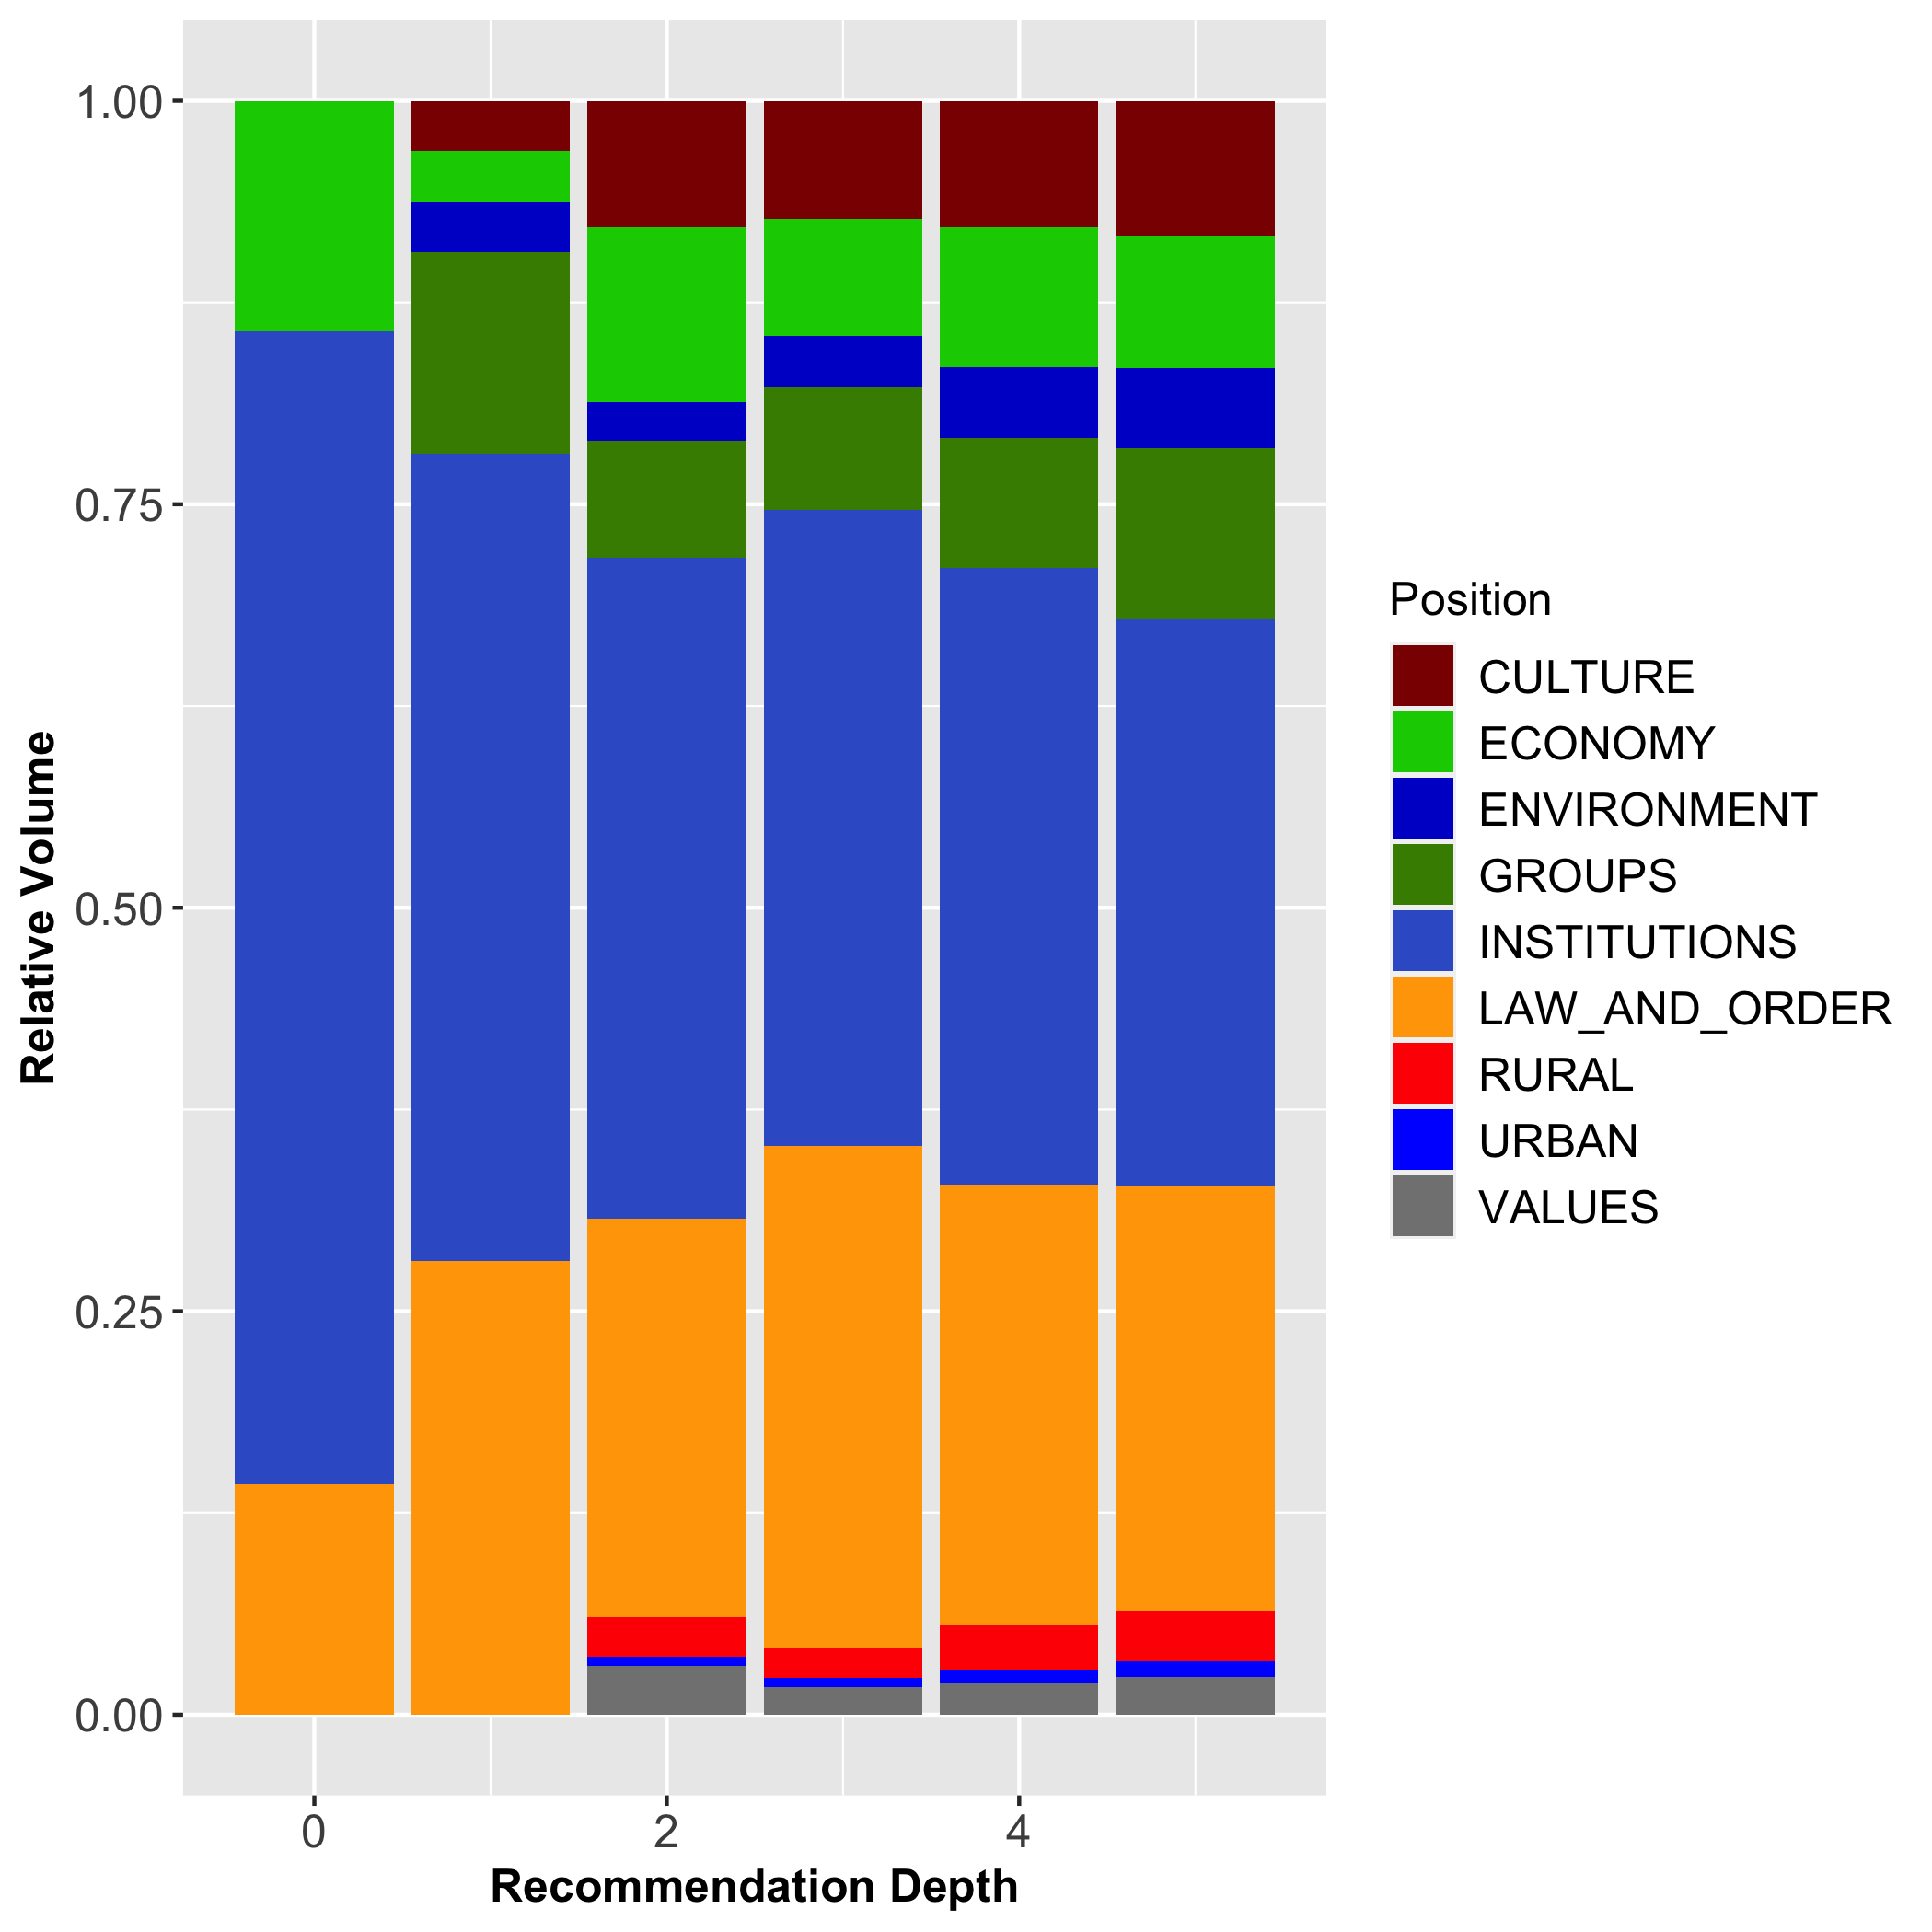 1.00
0.75
0.50
0.25
0.00
Relative Volume
0
2
4
Recommendation Depth
Position
CULTURE
ECONOMY
ENVIRONMENT
GROUPS
INSTITUTIONS
LAW_AND_ORDER
RURAL
URBAN
VALUES